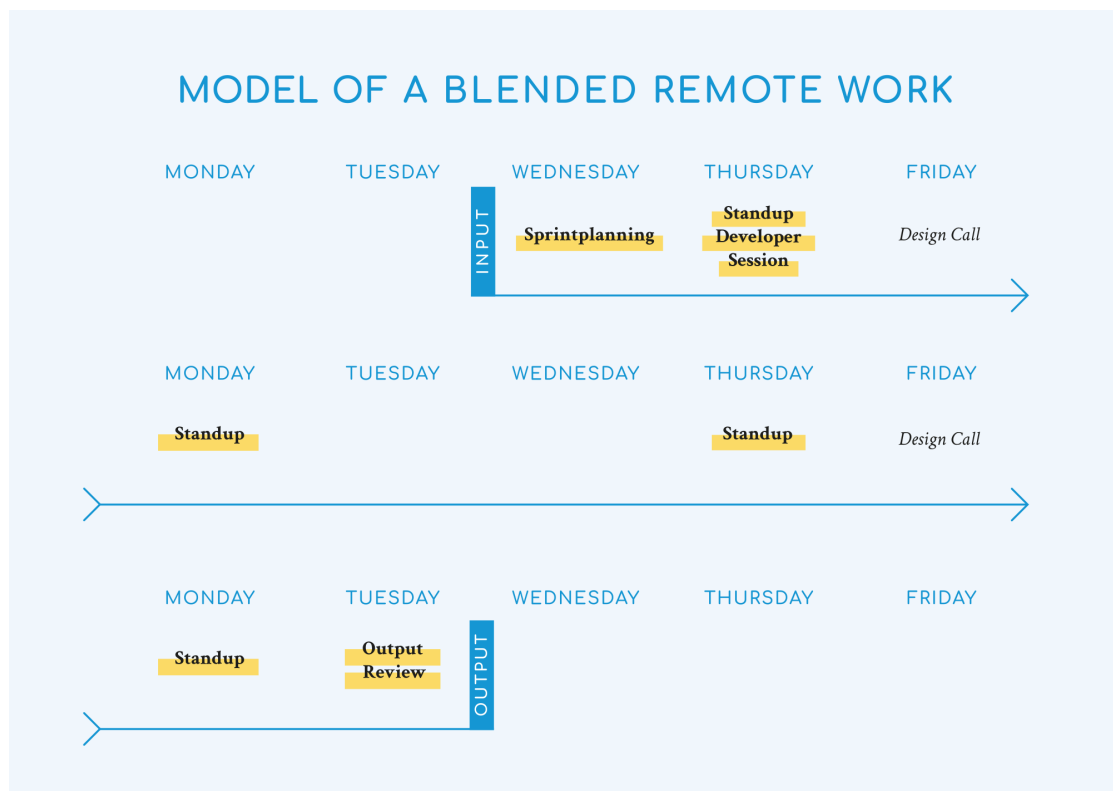 MODEL OF A BLENDED REMOTE WORK
MONDAY TUESDAY WEDNESDAY THURSDAY FRIDAY
INPUT
Sprintplanning
Standup
Developer
Session
Design Call
MONDAY TUESDAY WEDNESDAY THURSDAY FRIDAY
Standup
Standup
Design Call
MONDAY TUESDAY WEDNESDAY THURSDAY FRIDAY
Standup
Output
Review
OUTPUT